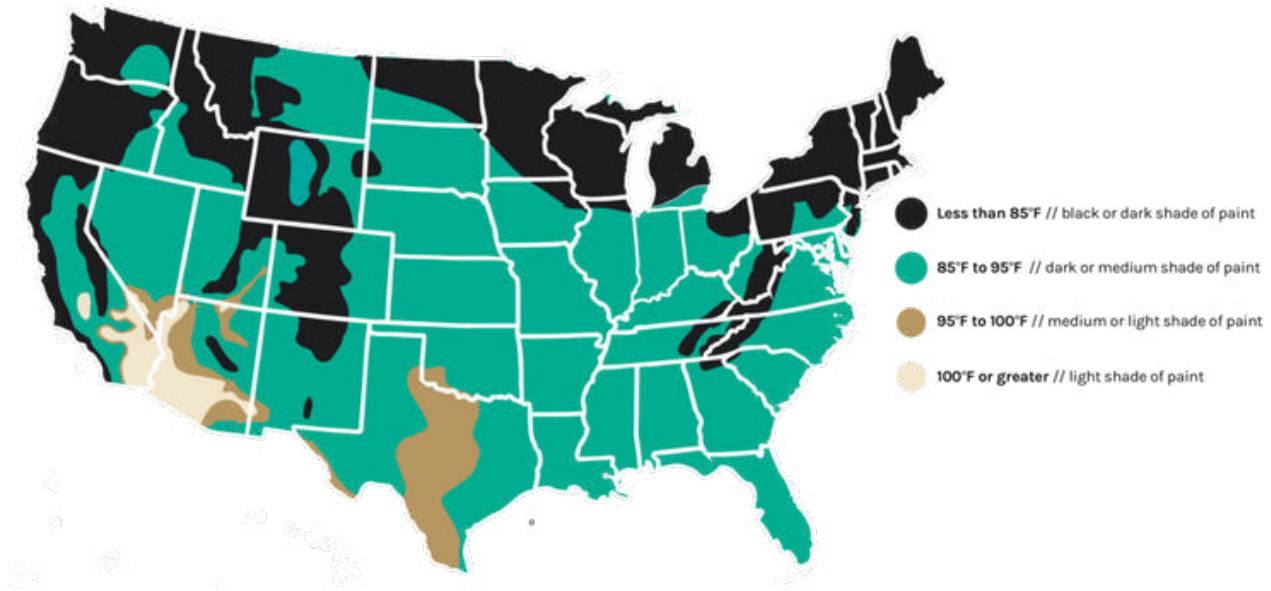 Less than 85°F // black or dark shade of paint
85°F to 95°F // dark or medium shade of paint
95°F to 100°F // medium or light shade of paint
100°F or greater // light shade of paint